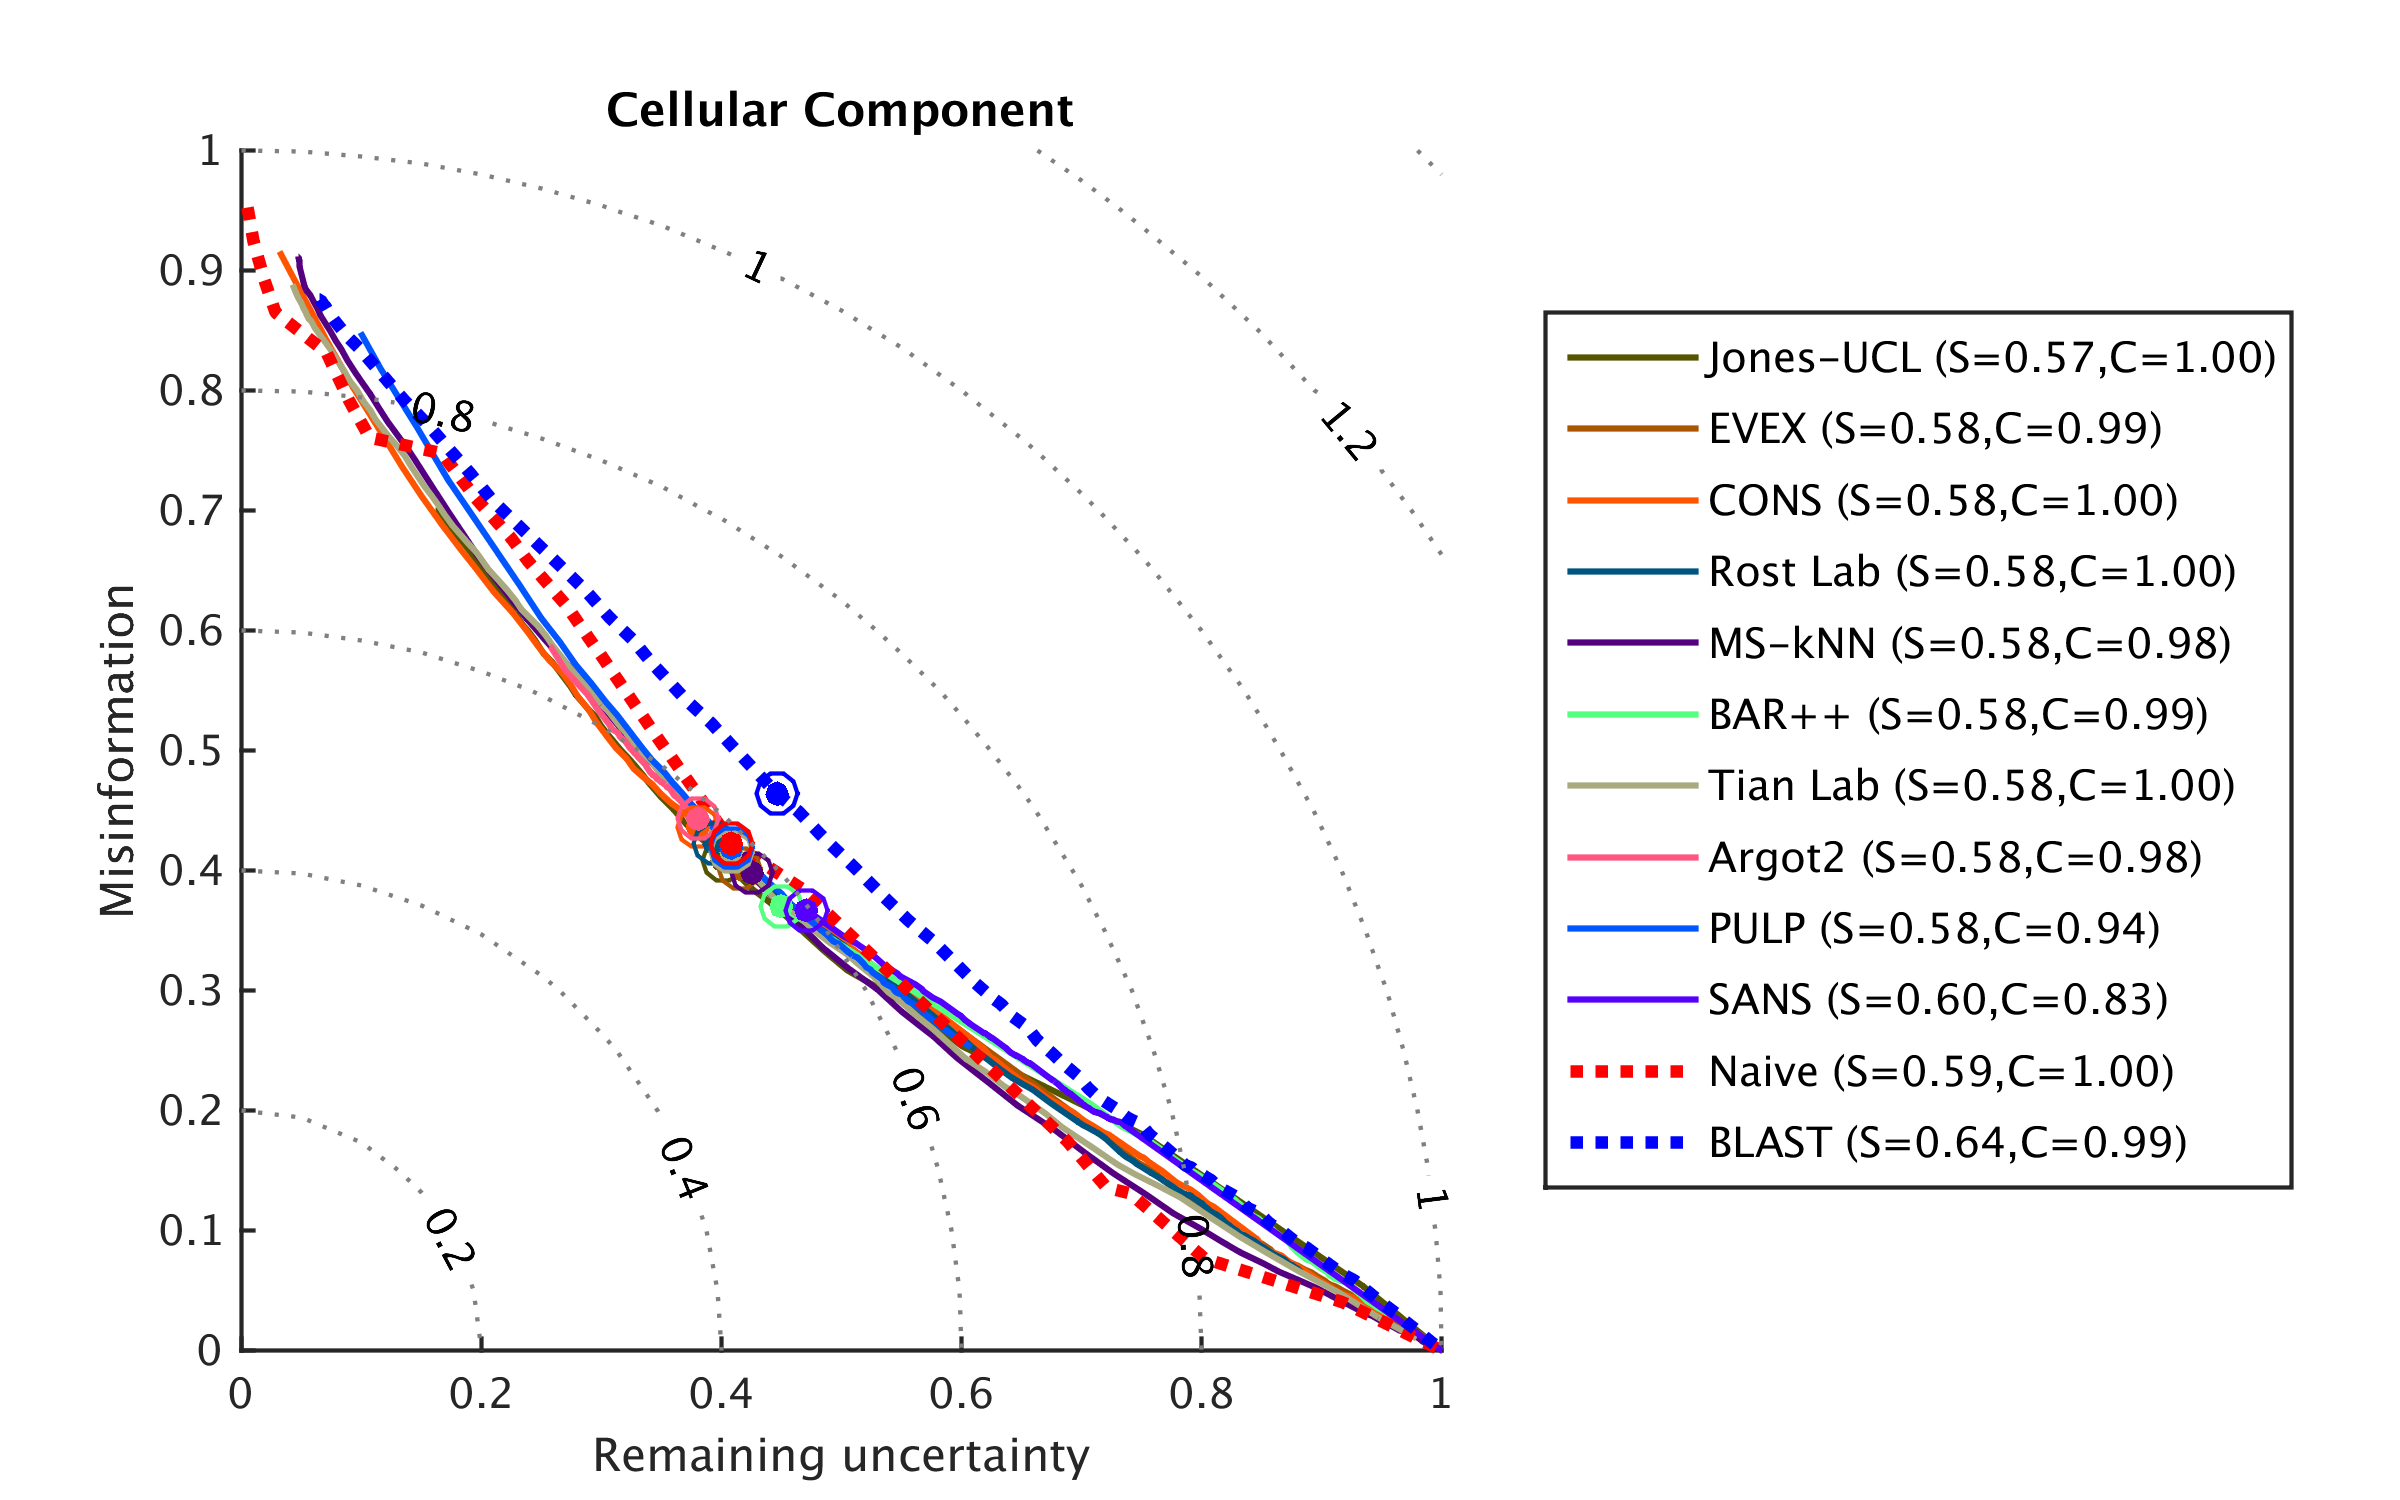 Cellular Component
1
0.9
0.8
0.7
0.6
0.5
0.4
0.3
0.2
0.1
0
Misinformation
0 0.2 0.4 0.6 0.8 1
Remaining uncertainty
1
1.2
0.8
0.6
0.4
0.2
0.8
1
Jones–UCL (S=0.57,C=1.00)
EVEX (S=0.58,C=0.99)
CONS (S=0.58,C=1.00)
Rost Lab (S=0.58,C=1.00)
MS–kNN (S=0.58,C=0.98)
BAR++ (S=0.58,C=0.99)
Tian Lab (S=0.58,C=1.00)
Argot2 (S=0.58,C=0.98)
PULP (S=0.58,C=0.94)
SANS (S=0.60,C=0.83)
Naive (S=0.59,C=1.00)
BLAST (S=0.64,C=0.99)